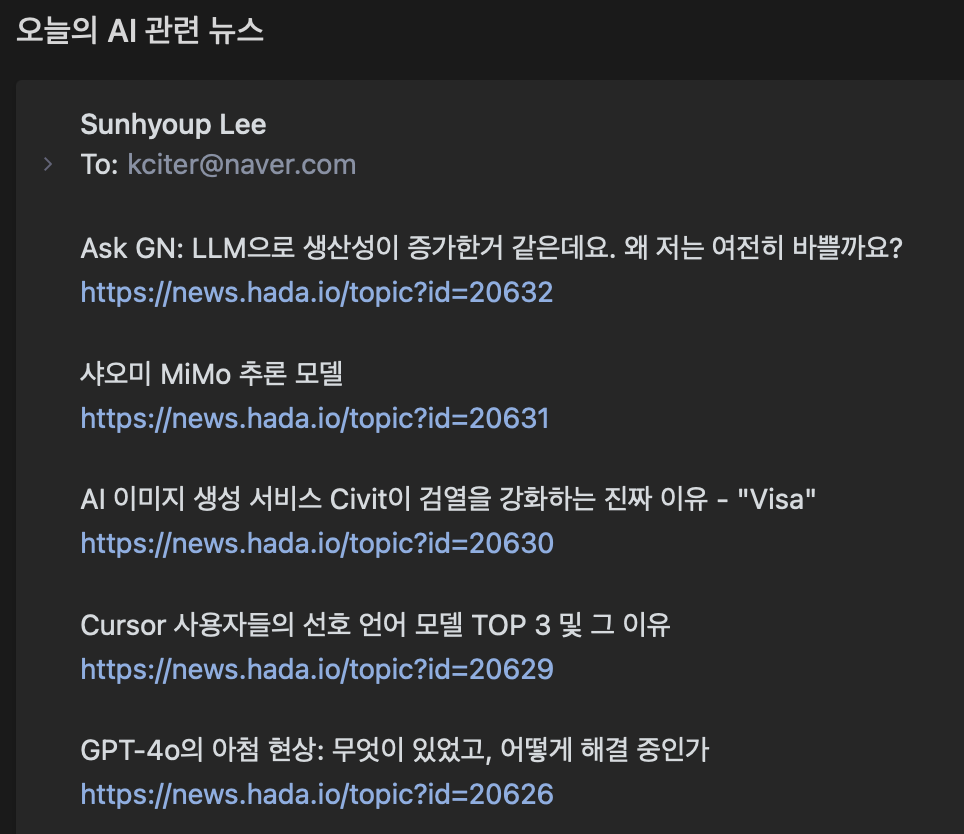 오늘의 AI 관련 뉴스
Sunhyoup Lee
To: kciter@naver.com
Ask GN: LLM으로 생산성이 증가한거 같은데요. 왜 저는 여전히 바쁠까요?
https://news.hada.io/topic?id=20632
샤오미 MiMo 추론 모델
https://news.hada.io/topic?id=20631
AI 이미지 생성 서비스 Civit이 검열을 강화하는 진짜 이유 - "Visa"
https://news.hada.io/topic?id=20630
Cursor 사용자들의 선호 언어 모델 TOP 3 및 그 이유
https://news.hada.io/topic?id=20629
GPT-4o의 아첨 현상: 무엇이 있었고, 어떻게 해결 중인가
https://news.hada.io/topic?id=20626